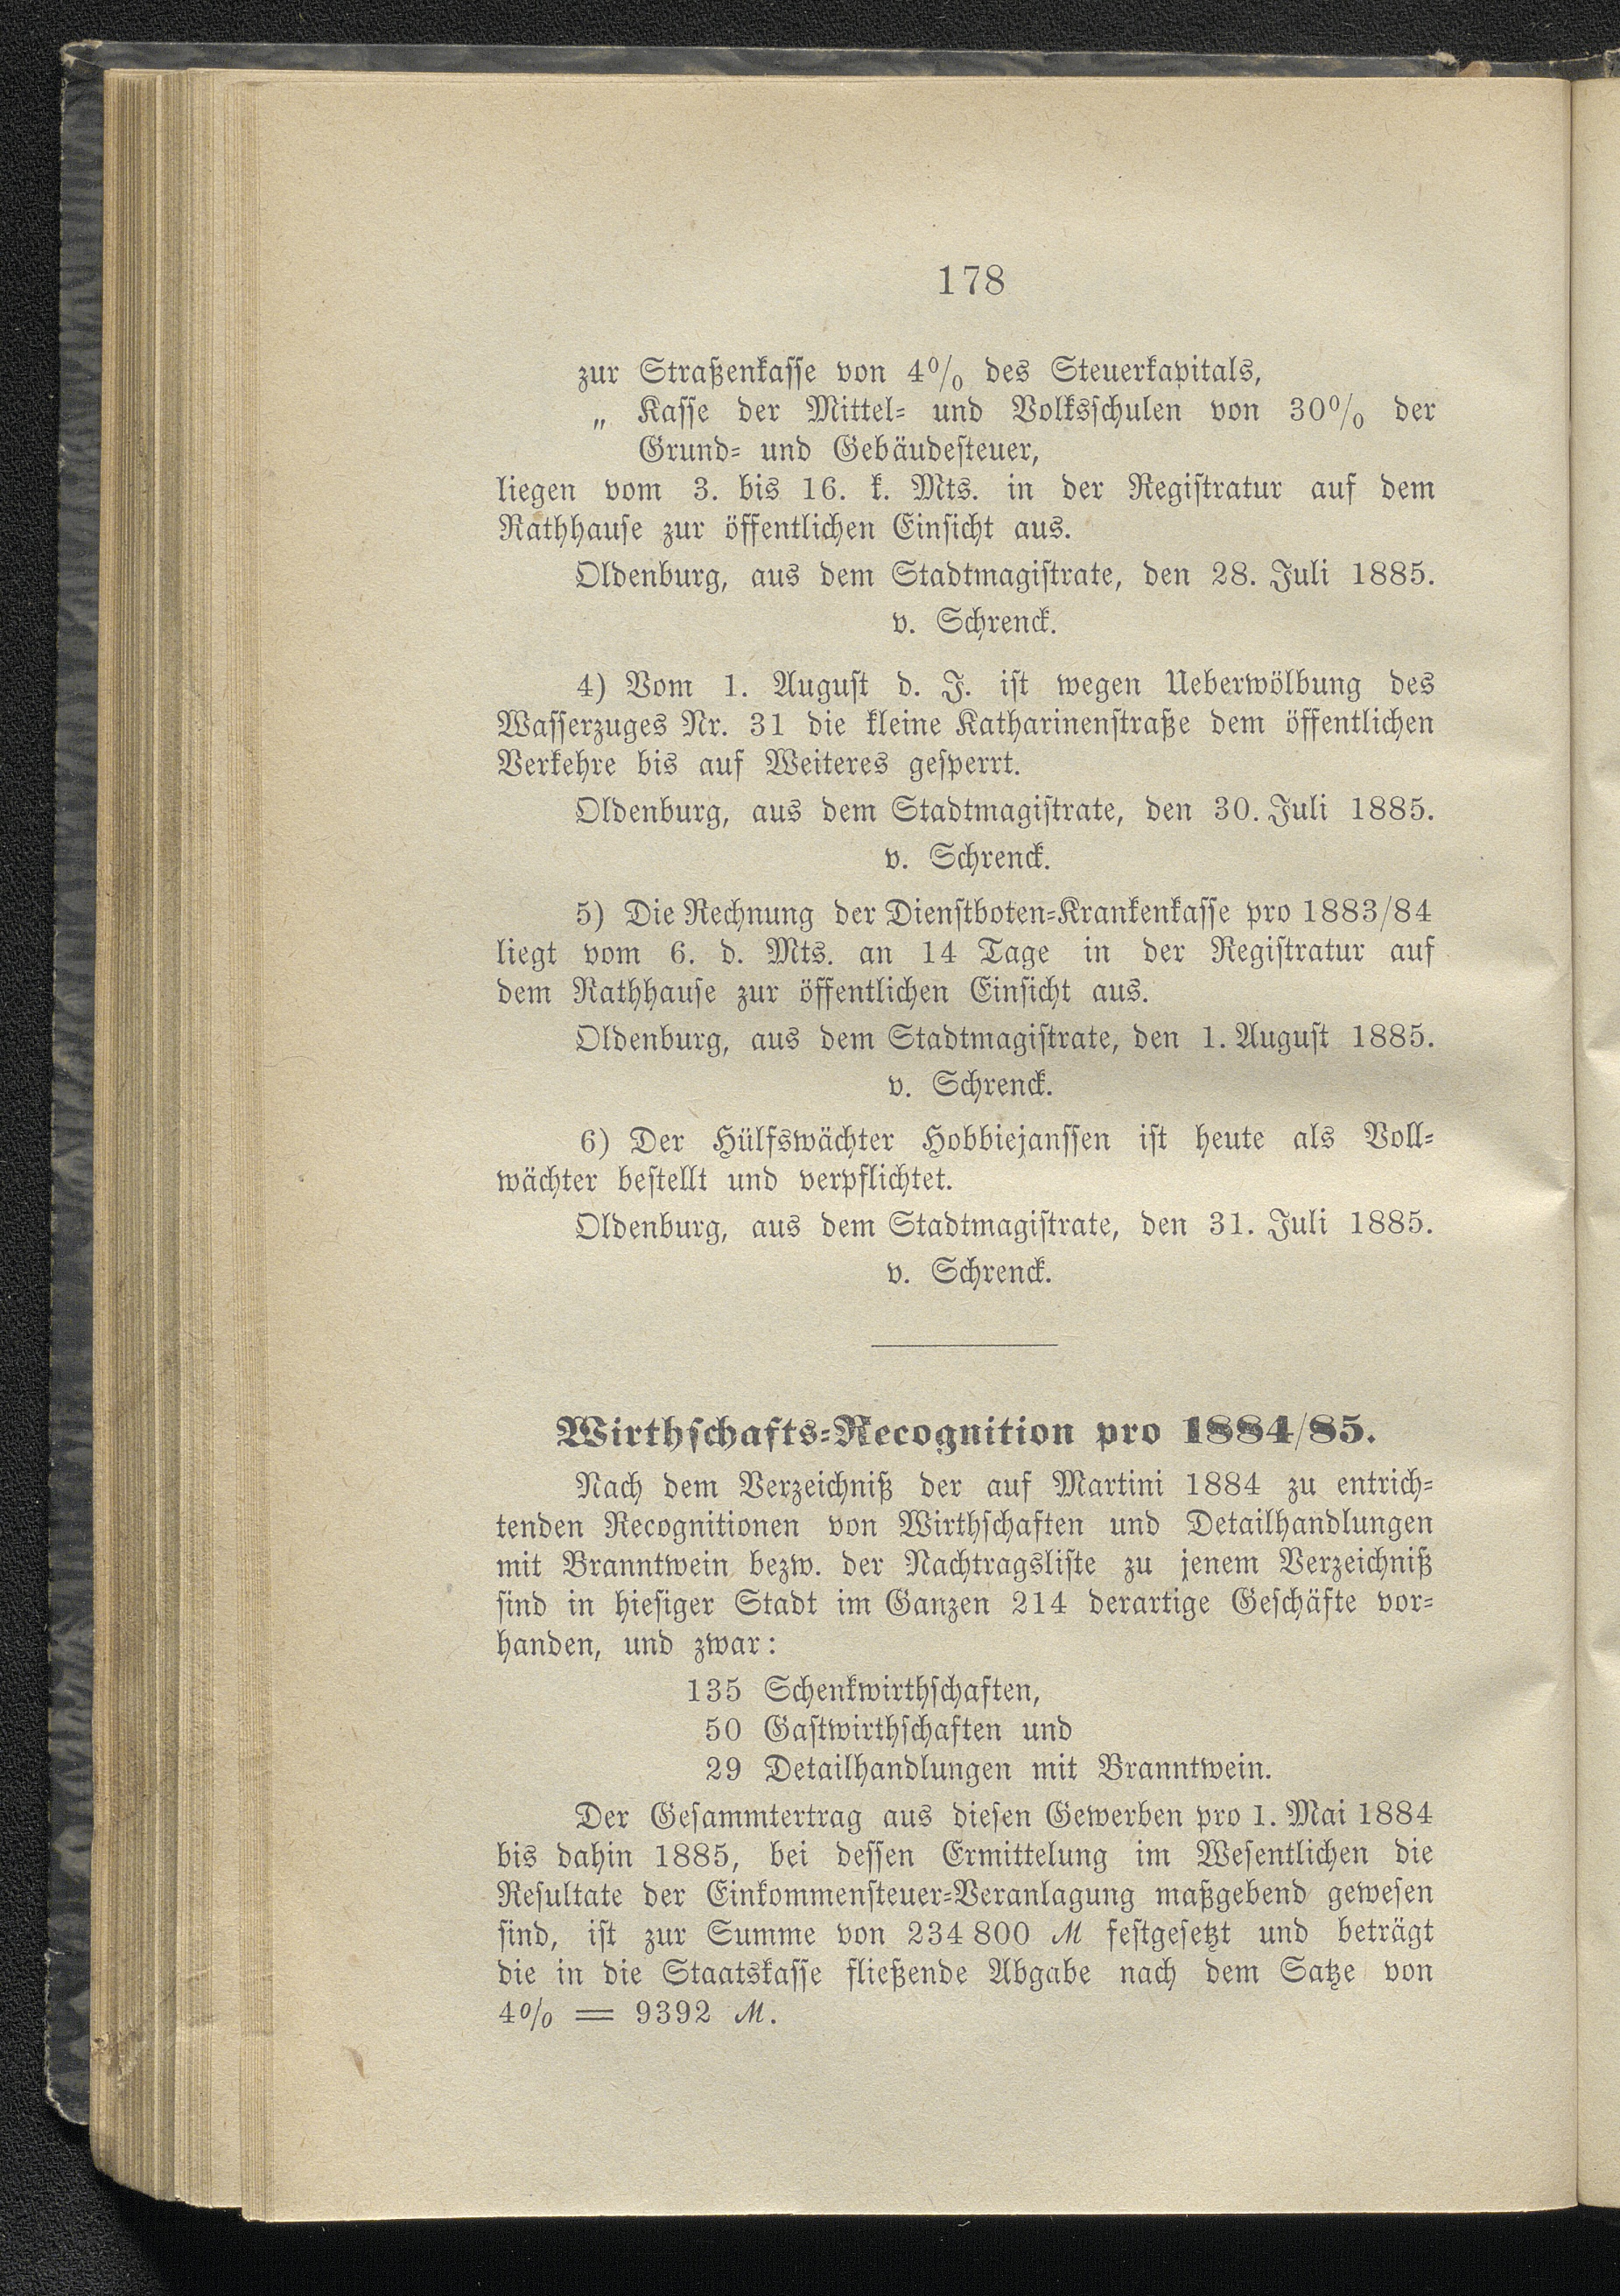 178
zur Straßenkasse von 4% des Steuerkapitals,
„ Kasse der Mittel- und Volksschulen von 30% der
Grund- und Gebäudesteuer,
liegen vom 3. bis 16. k. Mts. in der Registratur auf dem
Rathhause zur öffentlichen Einsicht aus.
Oldenburg, aus dem Stadtmagistrate, den 28. Juli 1885.
v. Schrenck.
4) Vom 1. August d. J. ist wegen Ueberwölbung des
Wasserzuges Nr. 31 die kleine Katharinenstraße dem öffentlichen
Verkehre bis auf Weiteres gesperrt.
Oldenburg, aus dem Stadtmagistrate, den 30. Juli 1885.
v. Schrenck.
5) Die Rechnung der Dienstboten-Krankenkasse pro 1883/84
liegt vom 6. d. Mts. an 14 Tage in der Registratur auf
dem Rathhause zur öffentlichen Einsicht aus.
Oldenburg, aus dem Stadtmagistrate, den 1. August 1885.
v. Schrenck.
6) Der Hülfswächter Hobbiejanssen ist heute als Voll-
wächter bestellt und verpflichtet.
Oldenburg, aus dem Stadtmagistrate, den 31. Juli 1885.
v. Schrenck.
Wirthschafts-Recognition pro 1884/85.
Nach dem Verzeichniß der auf Martini 1884 zu entrich-
tenden Recognitionen von Wirthschaften und Detailhandlungen
mit Branntwein bezw. der Nachtragsliste zu jenem Verzeichniß
sind in hiesiger Stadt im Ganzen 214 derartige Geschäfte vor-
handen, und zwar:
135 Schenkwirthschaften,
50 Gastwirthschaften und
29 Detailhandlungen mit Branntwein.
Der Gesammtertrag aus diesen Gewerben pro 1. Mai 1884
bis dahin 1885, bei dessen Ermittelung im Wesentlichen die
Resultate der Einkommensteuer-Veranlagung maßgebend gewesen
sind, ist zur Summe von 234 800 M festgesetzt und beträgt
die in die Staatskasse fließende Abgabe nach dem Satze von
4% = 9392 M.